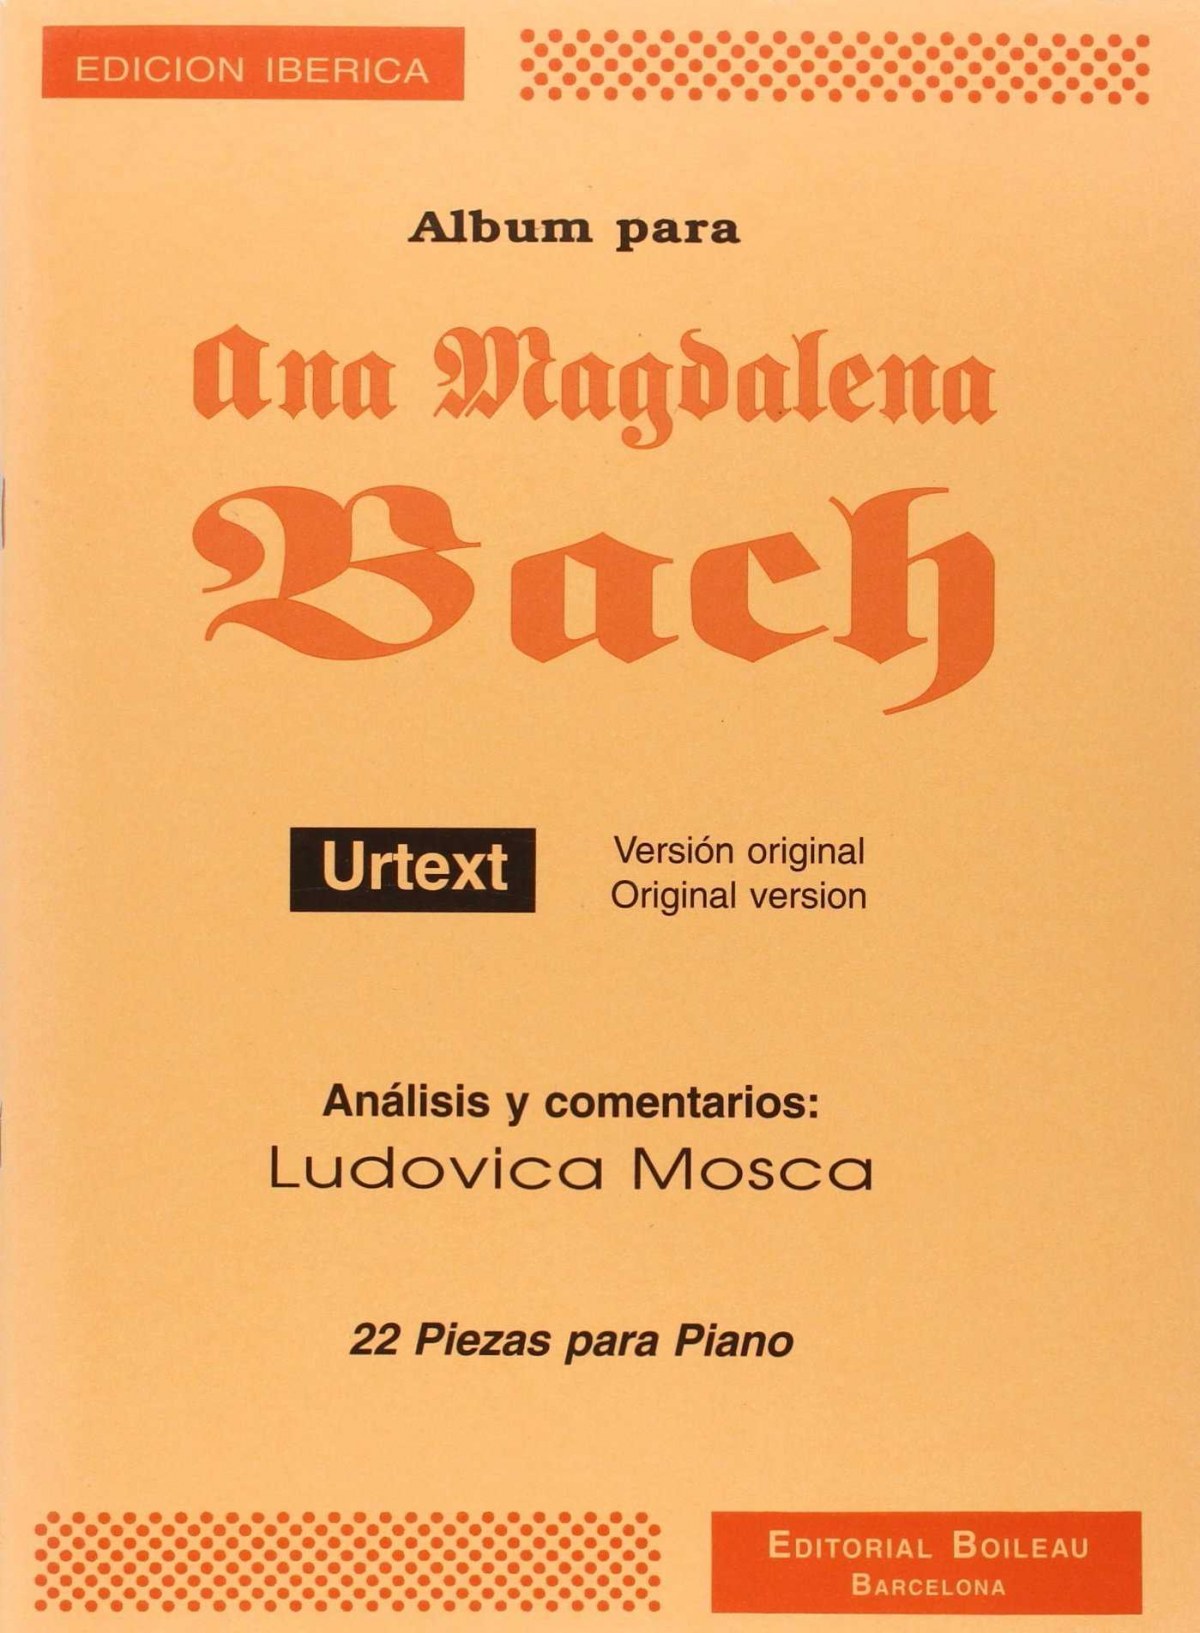 EDICION IBERICA
Album para
Ana Magdalena
Bach
Urtext
Versión original
Original version
Análisis y comentarios:
Ludovica Mosca
22 Piezas para Piano
EDITORIAL BOILEAU
BARCELONA